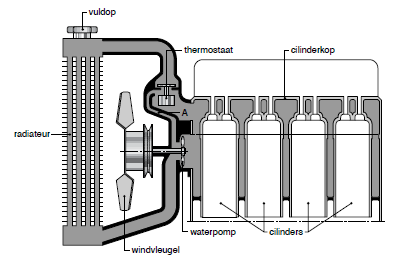 vuldop
thermostaat
cilinderkop
A
radiateur
waterpomp
cilinders
windvleugel